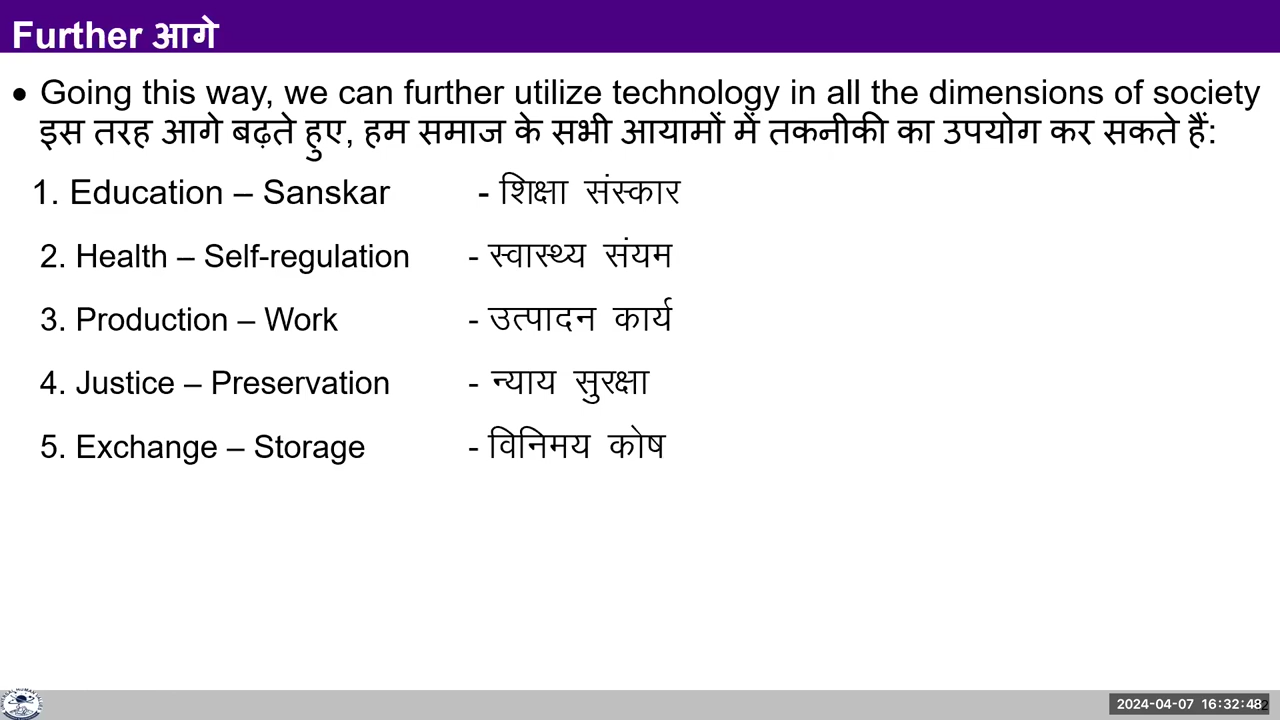 Further आगे
• Going this way, we can further utilize technology in all the dimensions of society
इस तरह आगे बढ़ते हुए, हम समाज के सभी आयामों में तकनीकी का उपयोग कर सकते हैं:
1. Education – Sanskar - शिक्षा संस्कार
2. Health – Self-regulation - स्वास्थ्य संयम
3. Production – Work - उत्पादन कार्य
4. Justice – Preservation - न्याय सुरक्षा
5. Exchange – Storage - विनिमय कोष
2024-04-07 16:32:48